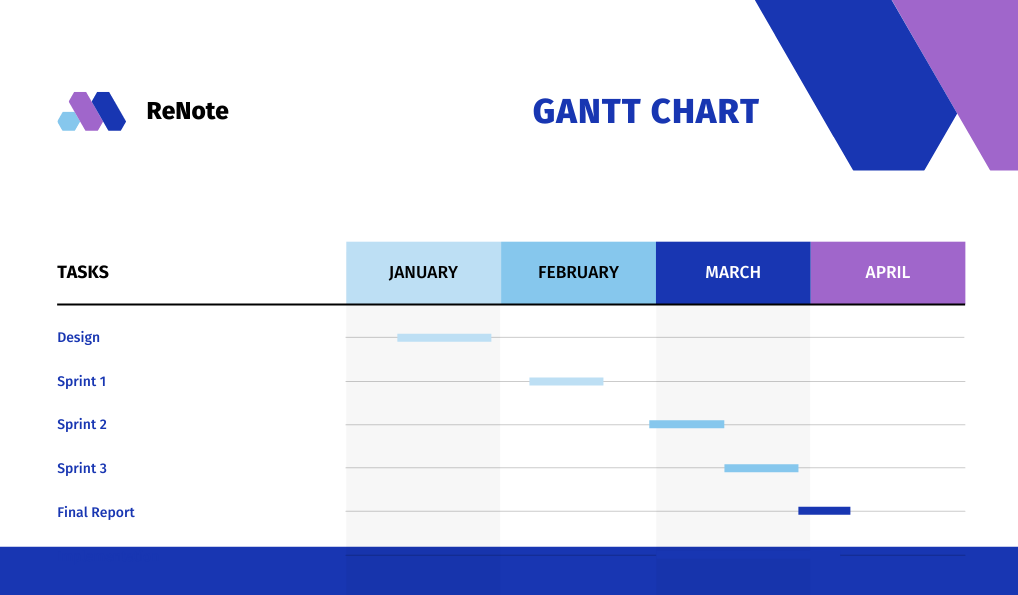 ReNote
GANTT CHART
TASKS JANUARY FEBRUARY MARCH APRIL
Design
Sprint 1
Sprint 2
Sprint 3
Final Report